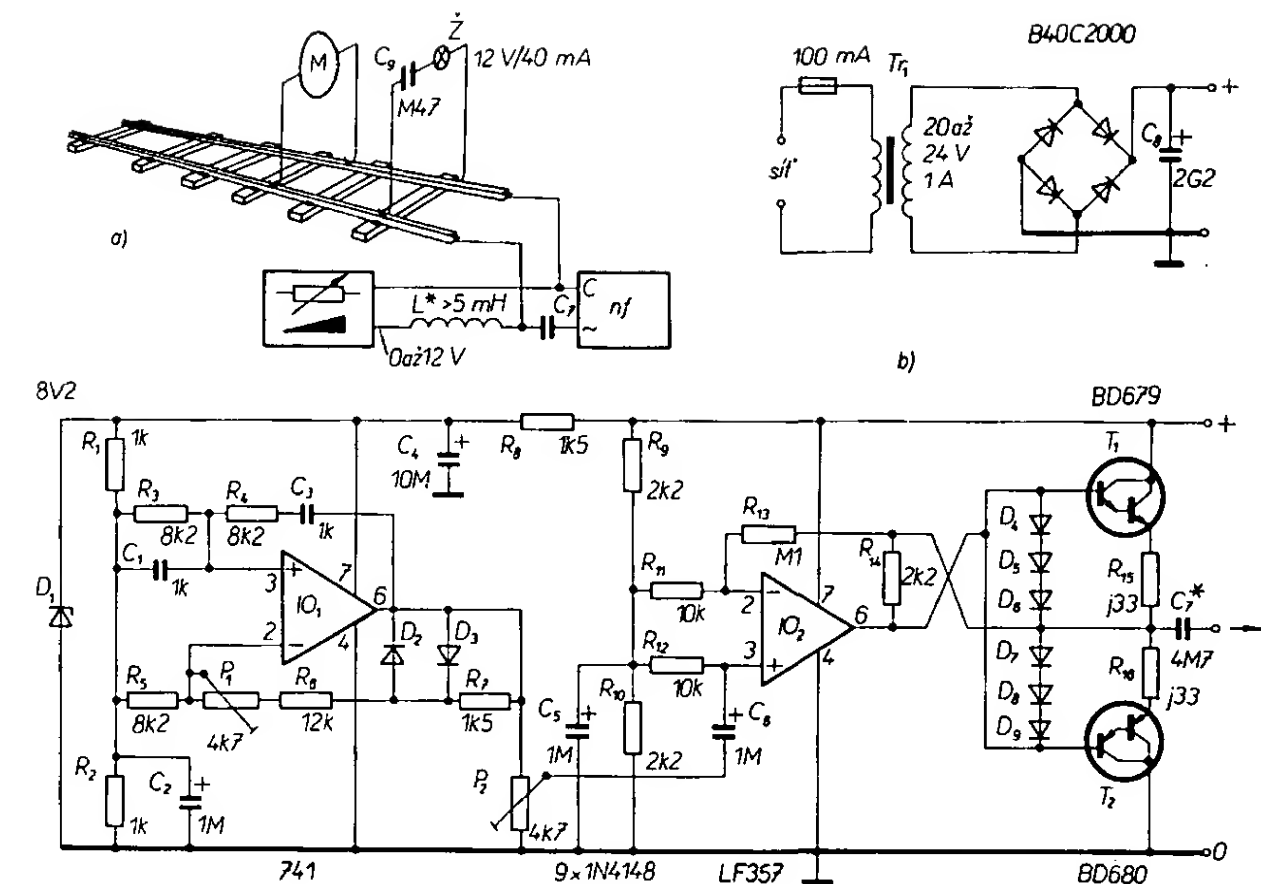 M
C9
M47
Ż
12 V/40 mA
a)
L* >5 mH
C7
C
~
nf
0až12 V
B40C2000
100 mA
Tr1
síť
20až
24 V
1 A
C8
+
2G2
+
b)
8V2
BD679
R1
1k
R3
8k2
R4
8k2
C3
1k
C1
1k
3
+
7
IO1
6
2
−
4
D1
D2
D3
R5
8k2
P1
4k7
R6
12k
R7
1k5
R2
1k
C2
+
1M
P2
4k7
C4
+
10M
R8
1k5
R9
2k2
R11
10k
R13
M1
R14
2k2
2
−
7
IO2
6
3
+
4
R12
10k
R10
2k2
C5
+
1M
C6
+
1M
T1
D4
D5
D6
D7
D8
D9
R15
j33
C7*
4M7
R16
j33
T2
+
0
741
9×1N4148
LF357
BD680